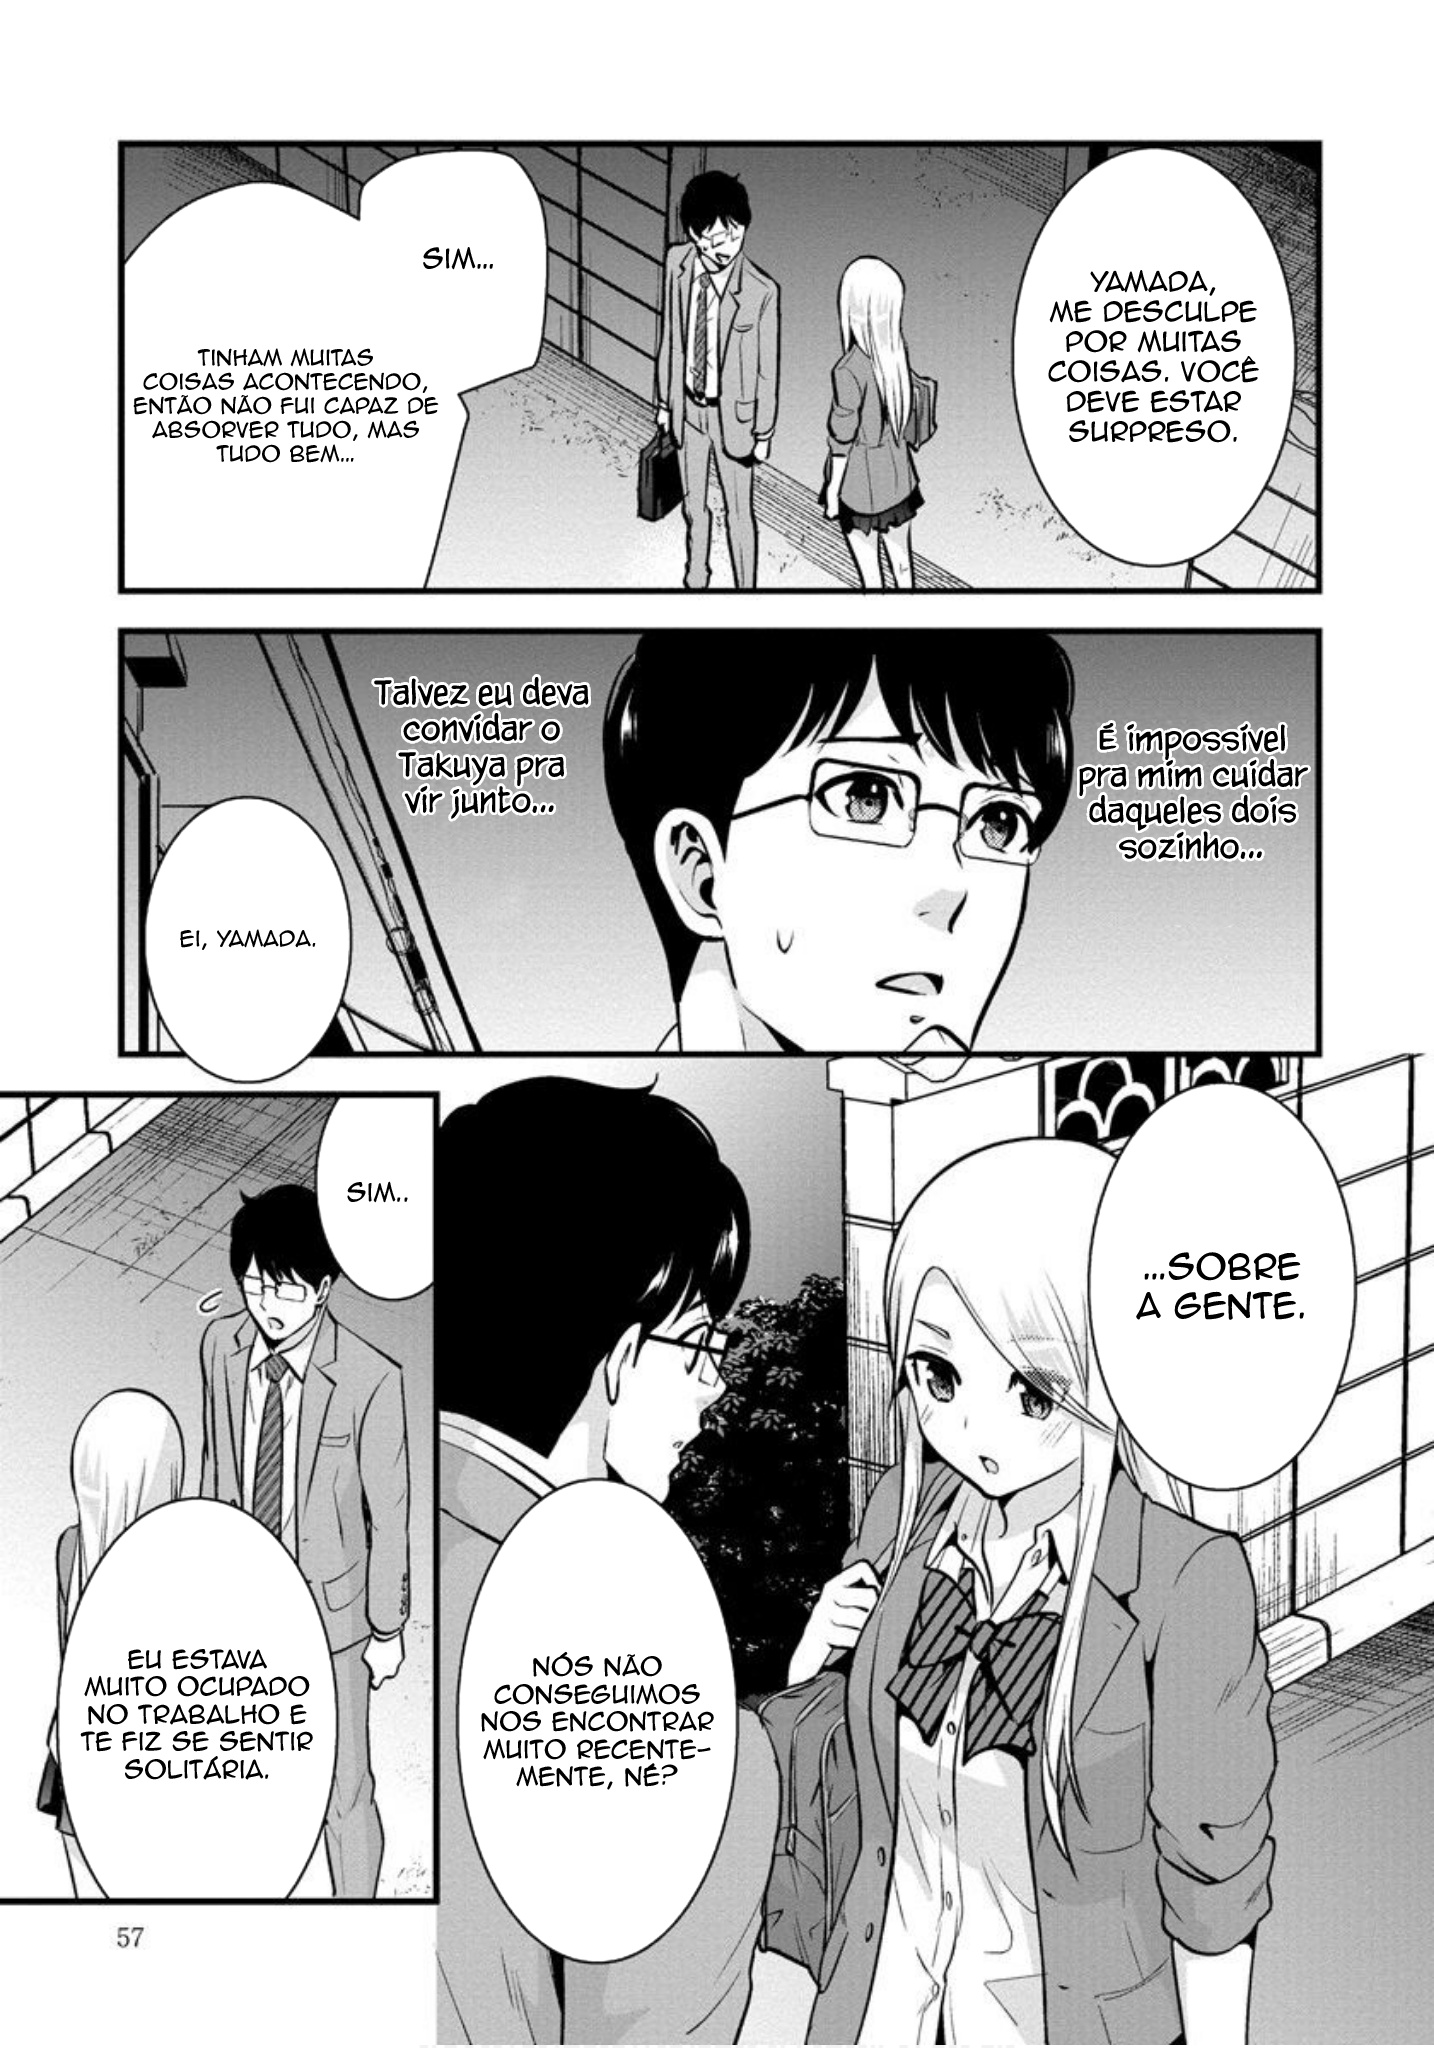 YAMADA,
ME DESCULPE
POR MUITAS
COISAS. VOCÊ
DEVE ESTAR
SURPRESO.
SIM...
TINHAM MUITAS
COISAS ACONTECENDO,
ENTÃO NÃO FUI CAPAZ DE
ABSORVER TUDO, MAS
TUDO BEM...
É impossível
pra mim cuidar
daqueles dois
sozinho...
Talvez eu deva
convidar o
Takuya pra
vir junto...
EI, YAMADA.
...SOBRE
A GENTE.
NÓS NÃO
CONSEGUIMOS
NOS ENCONTRAR
MUITO RECENTE-
MENTE, NÉ?
SIM..
EU ESTAVA
MUITO OCUPADO
NO TRABALHO E
TE FIZ SE SENTIR
SOLITÁRIA.
57